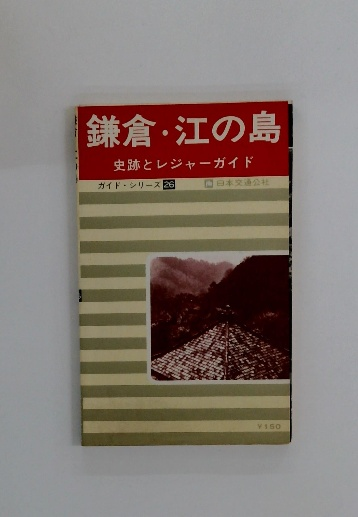 鎌倉・江の島
史跡とレジャーガイド
ガイド・シリーズ 26
日本交通公社
￥150